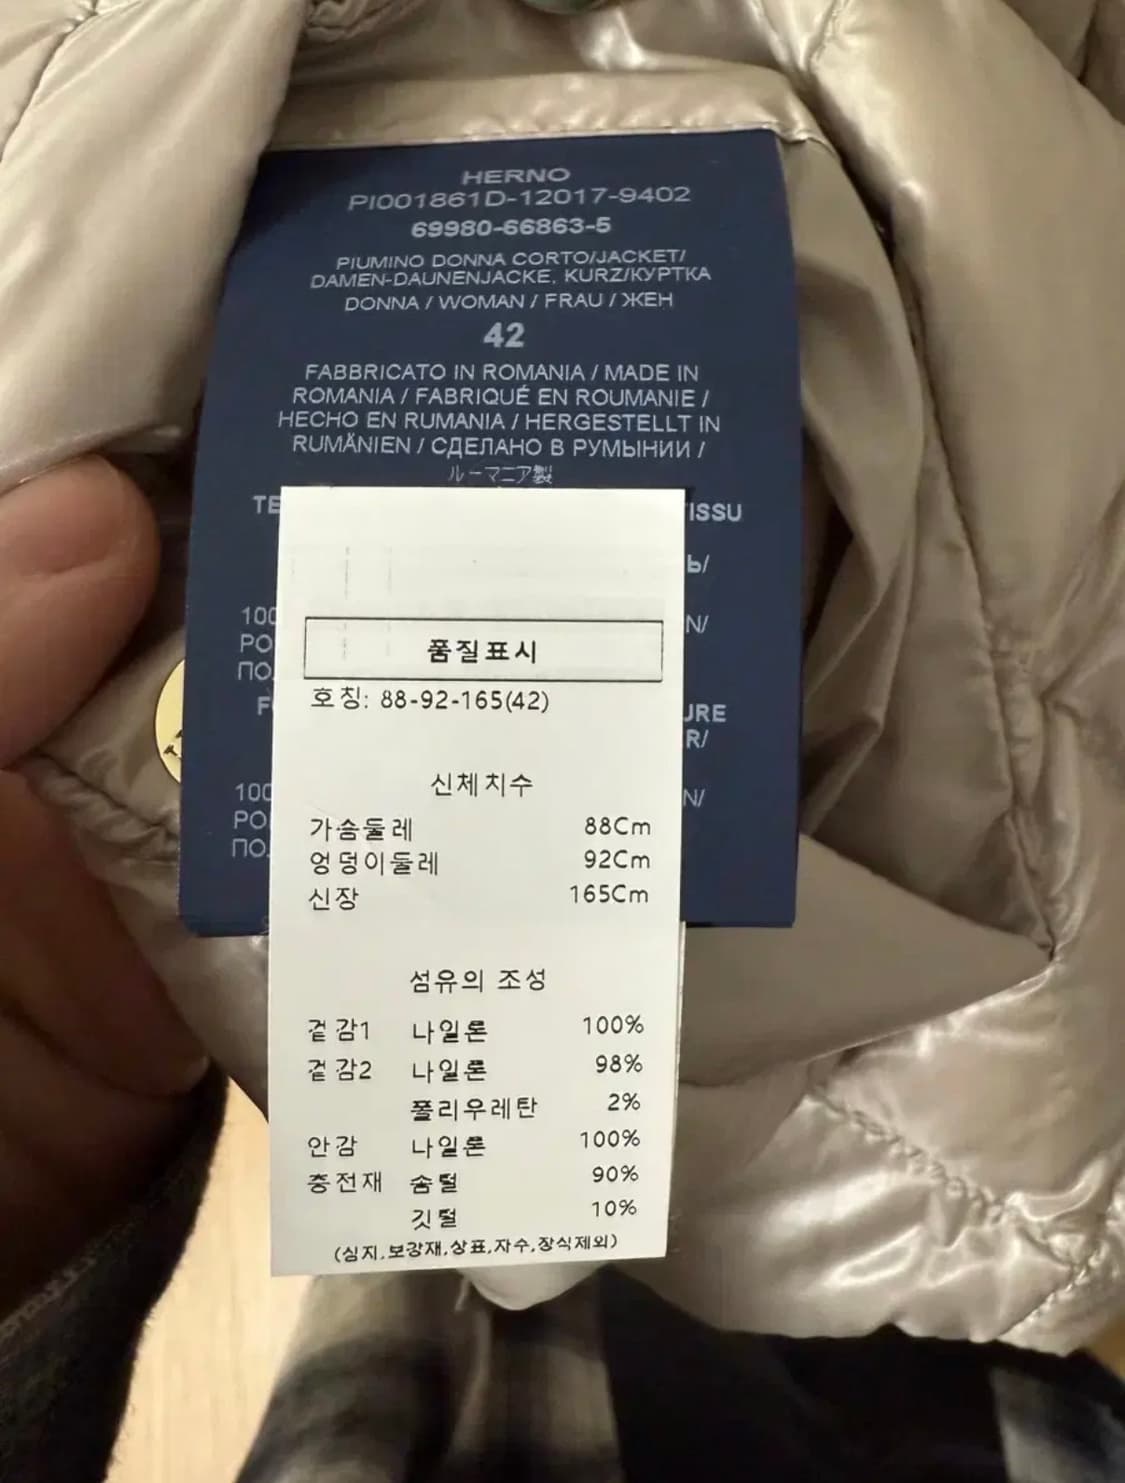 HERNO
PI001861D-12017-9402
69980-66863-5
PIUMINO DONNA CORTO/JACKET/
DAMEN-DAUNENJACKE, KURZ/КУРТКА
DONNA / WOMAN / FRAU / ЖЕН
42
FABBRICATO IN ROMANIA / MADE IN
ROMANIA / FABRIQUÉ EN ROUMANIE /
HECHO EN RUMANIA / HERGESTELLT IN
RUMÄNIEN / СДЕЛАНО В РУМЫНИИ /
ルーマニア製
품질표시
호칭: 88-92-165(42)
신체치수
가슴둘레 88Cm
엉덩이둘레 92Cm
신장 165Cm
섬유의 조성
겉감1 나일론 100%
겉감2 나일론 98%
폴리우레탄 2%
안감 나일론 100%
충전재 솜털 90%
깃털 10%
(심지,보강재,상표,자수,장식제외)